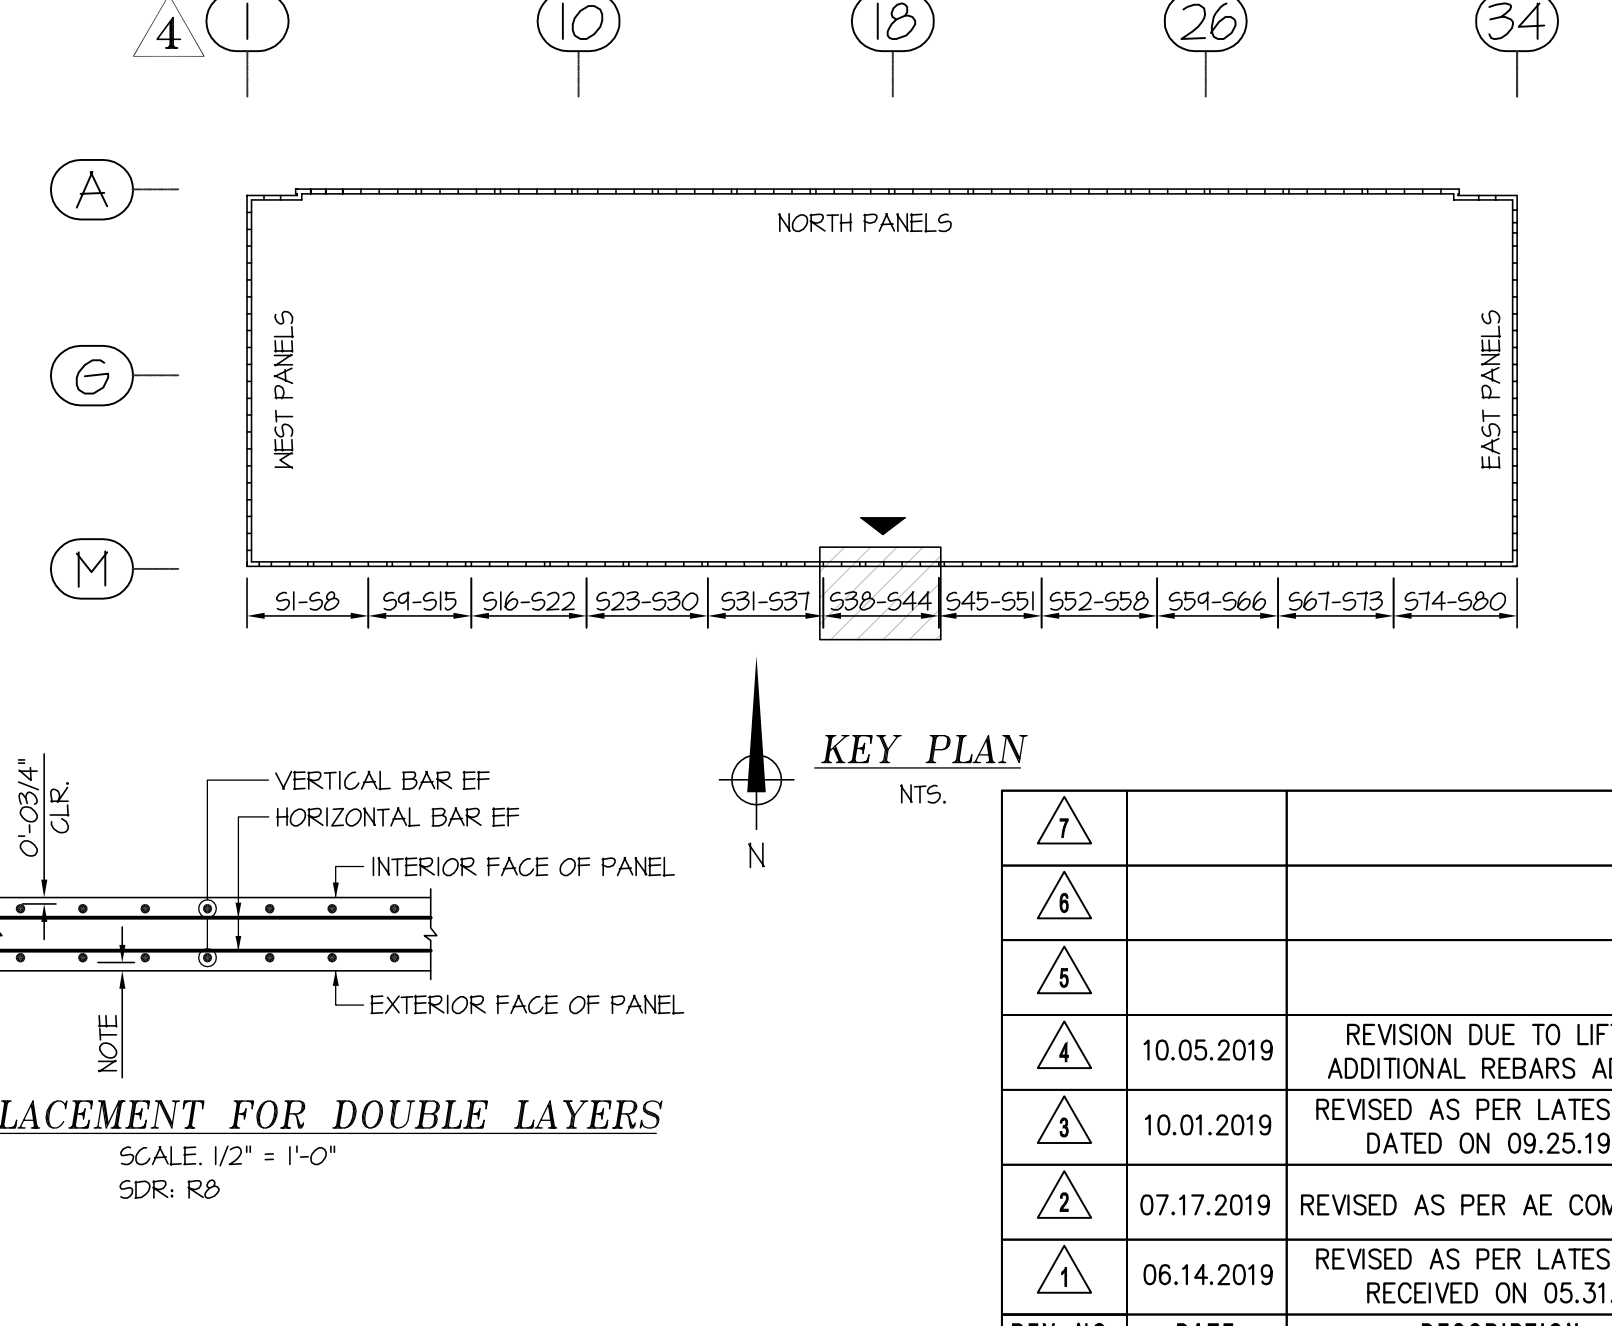 4 1 10 18 26 34
A
NORTH PANELS
WEST PANELS
EAST PANELS
G
M
S1-S8 S9-S15 S16-S22 S23-S30 S31-S37 S38-S44 S45-S51 S52-S58 S59-S66 S67-S73 S74-S80
KEY PLAN
NTS.
N
0'-03/4"
CLR.
VERTICAL BAR EF
HORIZONTAL BAR EF
INTERIOR FACE OF PANEL
EXTERIOR FACE OF PANEL
NOTE
LACEMENT FOR DOUBLE LAYERS
SCALE. 1/2" = 1'-0"
SDR: R8
7
6
5
4 10.05.2019 REVISION DUE TO LIF
ADDITIONAL REBARS A
3 10.01.2019 REVISED AS PER LATES
DATED ON 09.25.19
2 07.17.2019 REVISED AS PER AE COM
1 06.14.2019 REVISED AS PER LATES
RECEIVED ON 05.31.
REV NO. DATE DESCRIPTION